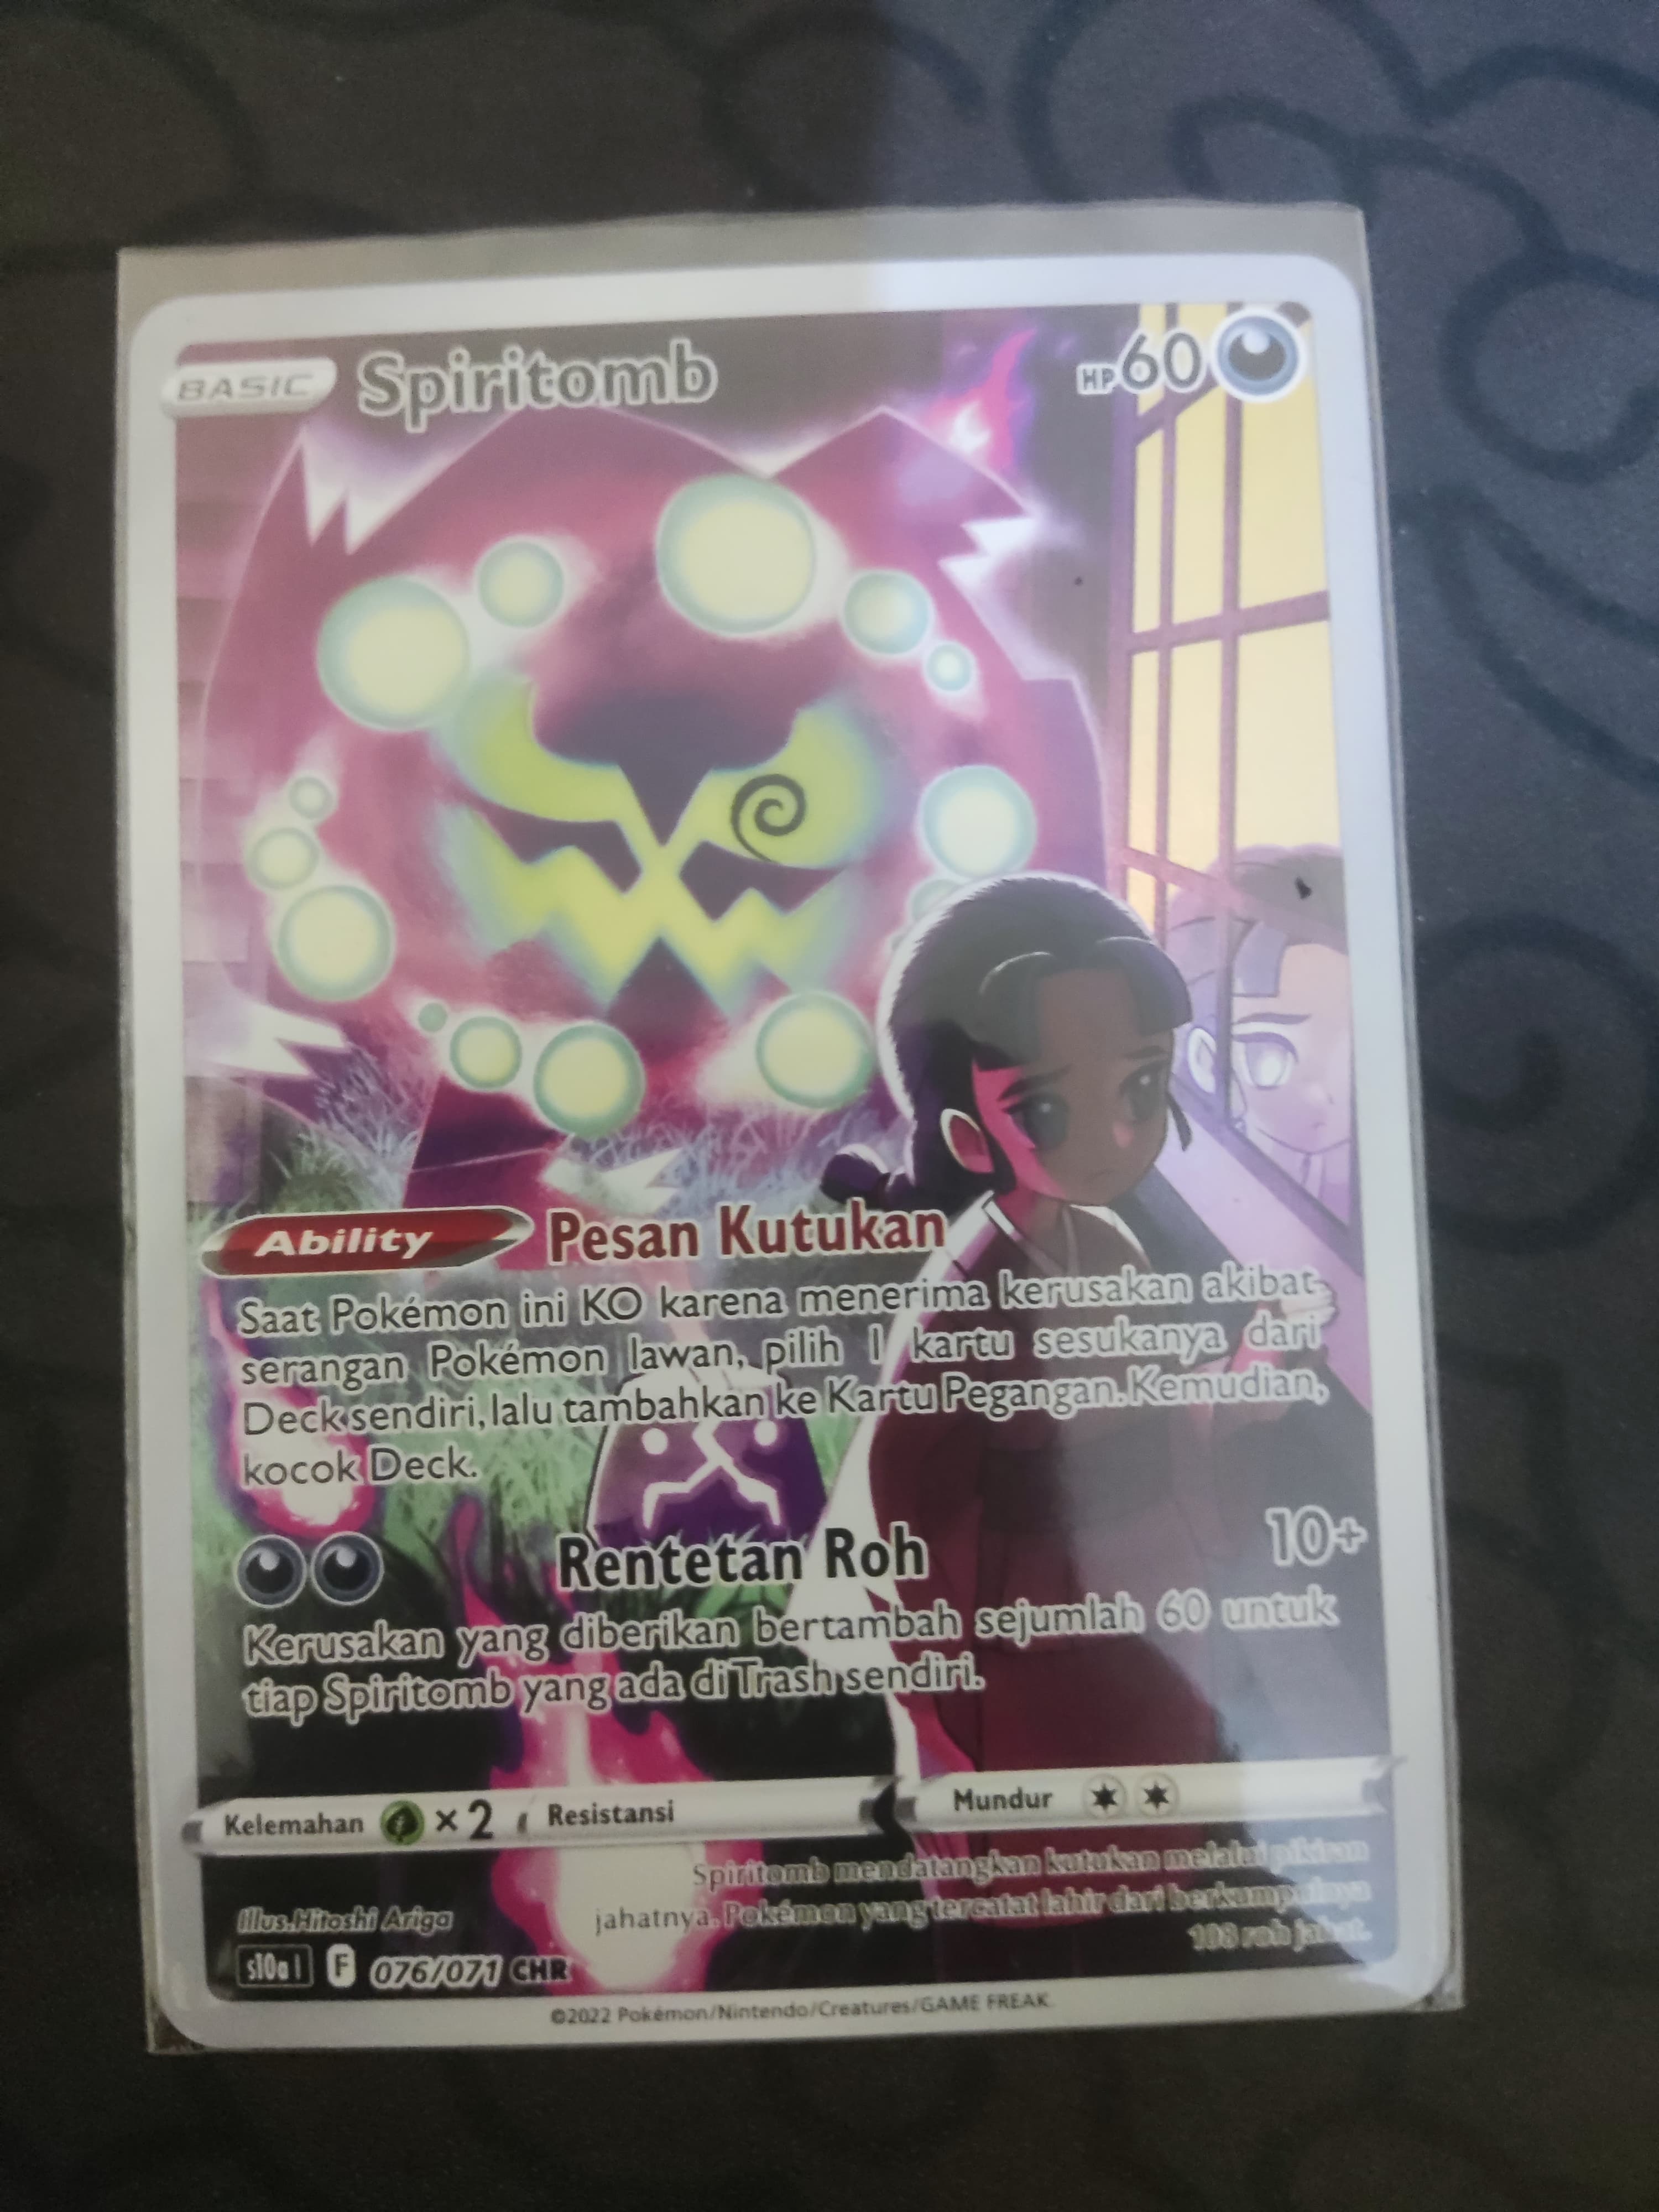 BASIC Spiritomb HP 60
Ability Pesan Kutukan
Saat Pokémon ini KO karena menerima kerusakan akibat
serangan Pokémon lawan, pilih 1 kartu sesukanya dari
Deck sendiri, lalu tambahkan ke Kartu Pegangan. Kemudian,
kocok Deck.
Rentetan Roh 10+
Kerusakan yang diberikan bertambah sejumlah 60 untuk
tiap Spiritomb yang ada di Trash sendiri.
Kelemahan ×2 Resistansi Mundur
Spiritomb mendatangkan kutukan melalui pikiran
jahatnya. Pokémon yang tercatat lahir dari berkumpulnya
108 roh jahat.
Illus. Hitoshi Ariga
s10a I F 076/071 CHR
©2022 Pokémon/Nintendo/Creatures/GAME FREAK.